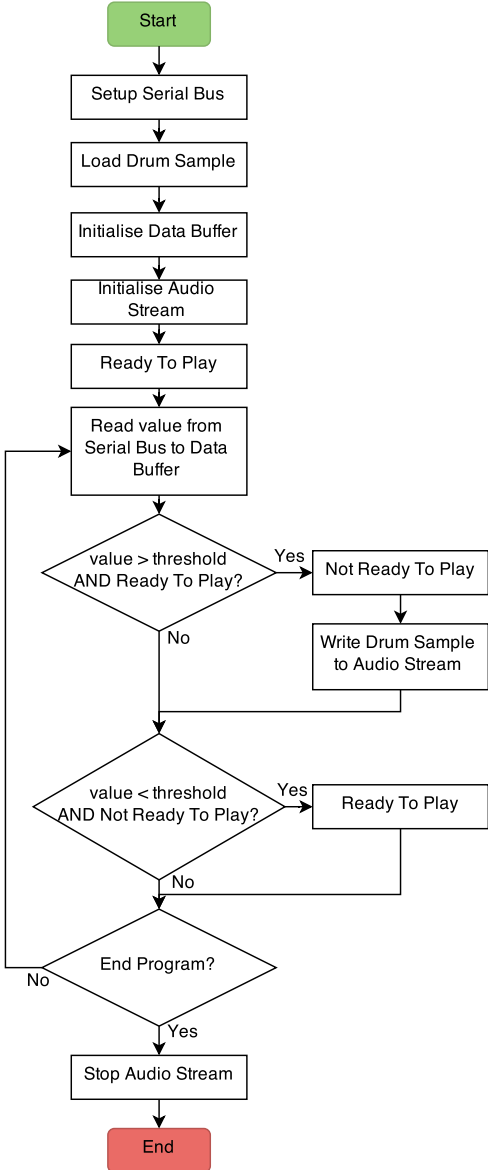 Start
Setup Serial Bus
Load Drum Sample
Initialise Data Buffer
Initialise Audio
Stream
Ready To Play
Read value from
Serial Bus to Data
Buffer
value > threshold
AND Ready To Play?
Yes
Not Ready To Play
No
Write Drum Sample
to Audio Stream
value < threshold
AND Not Ready To Play?
Yes
Ready To Play
No
End Program?
No
Yes
Stop Audio Stream
End